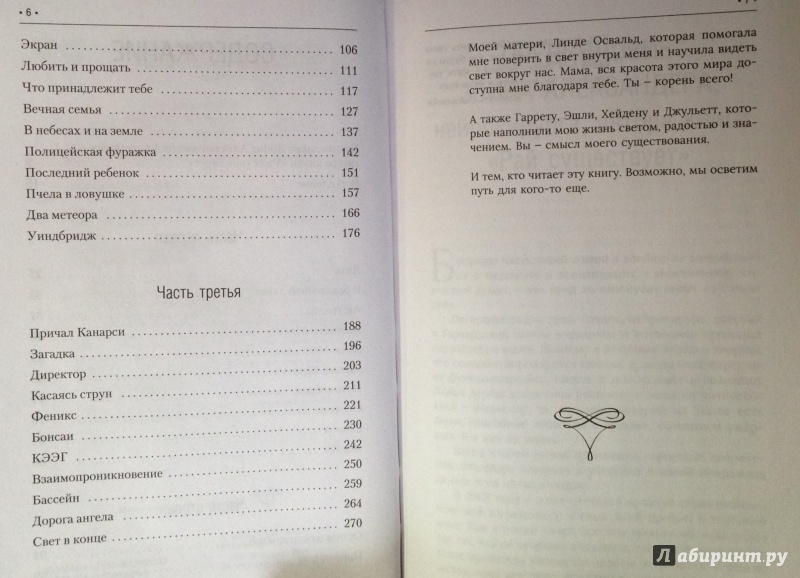 • 6 •
Экран 106
Любить и прощать 111
Что принадлежит тебе 117
Вечная семья 127
В небесах и на земле 137
Полицейская фуражка 142
Последний ребенок 151
Пчела в ловушке 157
Два метеора 166
Уиндбридж 176
Часть третья
Причал Канарси 188
Загадка 196
Директор 203
Касаясь струн 211
Феникс 221
Бонсаи 230
КЭЭГ 242
Взаимопроникновение 250
Бассейн 259
Дорога ангела 264
Свет в конце 270
Моей матери, Линде Освальд, которая помогала
мне поверить в свет внутри меня и научила видеть
свет вокруг нас. Мама, вся красота этого мира до-
ступна мне благодаря тебе. Ты – корень всего!
А также Гаррету, Эшли, Хейдену и Джульетт, кото-
рые наполнили мою жизнь светом, радостью и зна-
чением. Вы – смысл моего существования.
И тем, кто читает эту книгу. Возможно, мы осветим
путь для кого-то еще.
Лабиринт.ру